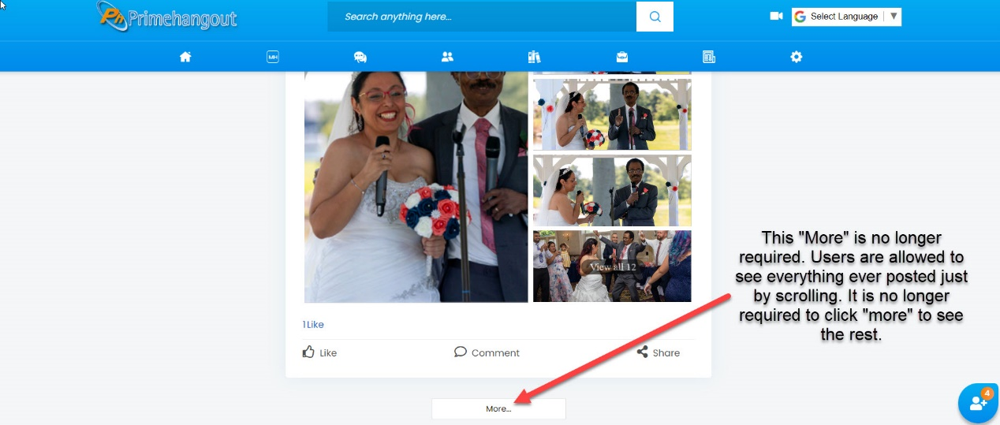 Ph Primehangout
Search anything here...
Select Language
MH
View all 12
This "More" is no longer
required. Users are allowed to
see everything ever posted just
by scrolling. It is no longer
required to click "more" to see
the rest.
1 Like
Like
Comment
Share
More...
4